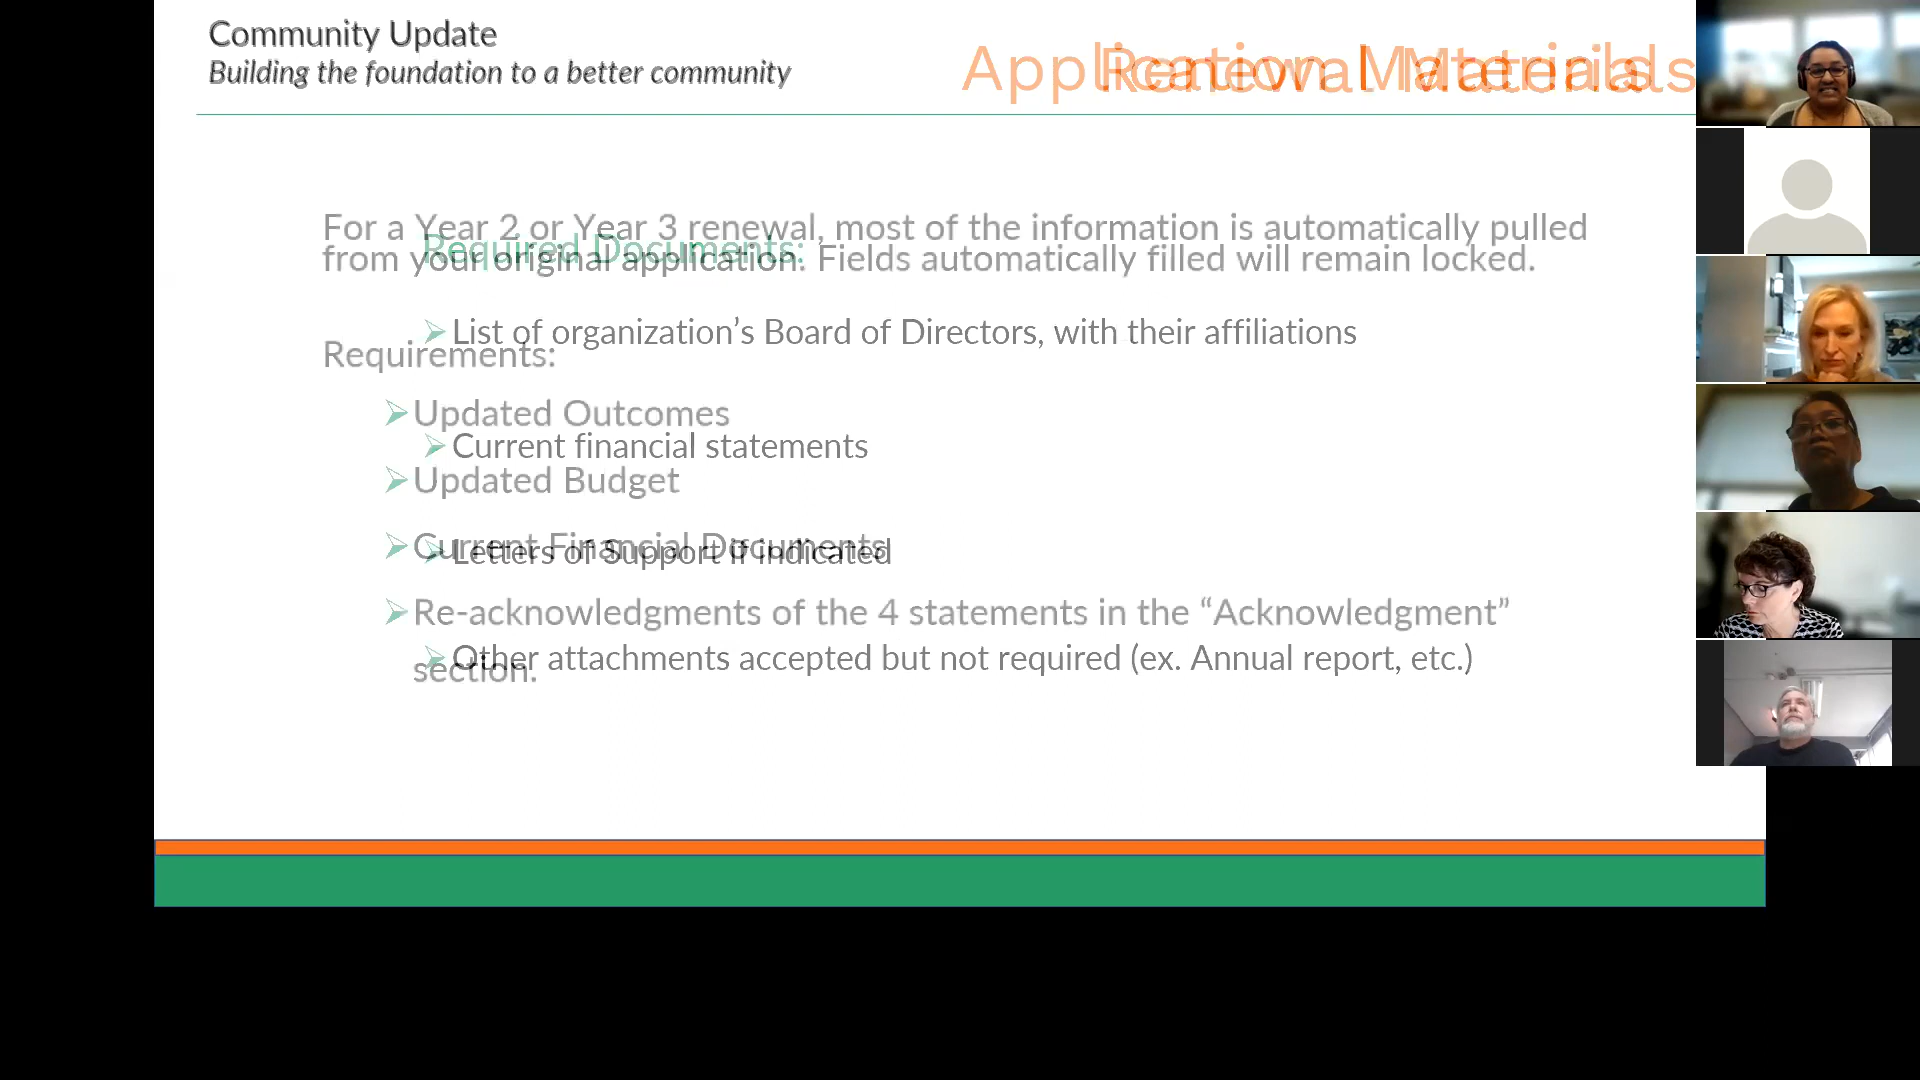 Community Update
Building the foundation to a better community
Application Materials
Renewal Materials
For a Year 2 or Year 3 renewal, most of the information is automatically pulled
from your original application. Fields automatically filled will remain locked.
Required Documents:
List of organization’s Board of Directors, with their affiliations
Requirements:
Updated Outcomes
Current financial statements
Updated Budget
Current Financial Documents
Letters of Support if indicated
Re-acknowledgments of the 4 statements in the “Acknowledgment”
section.
Other attachments accepted but not required (ex. Annual report, etc.)